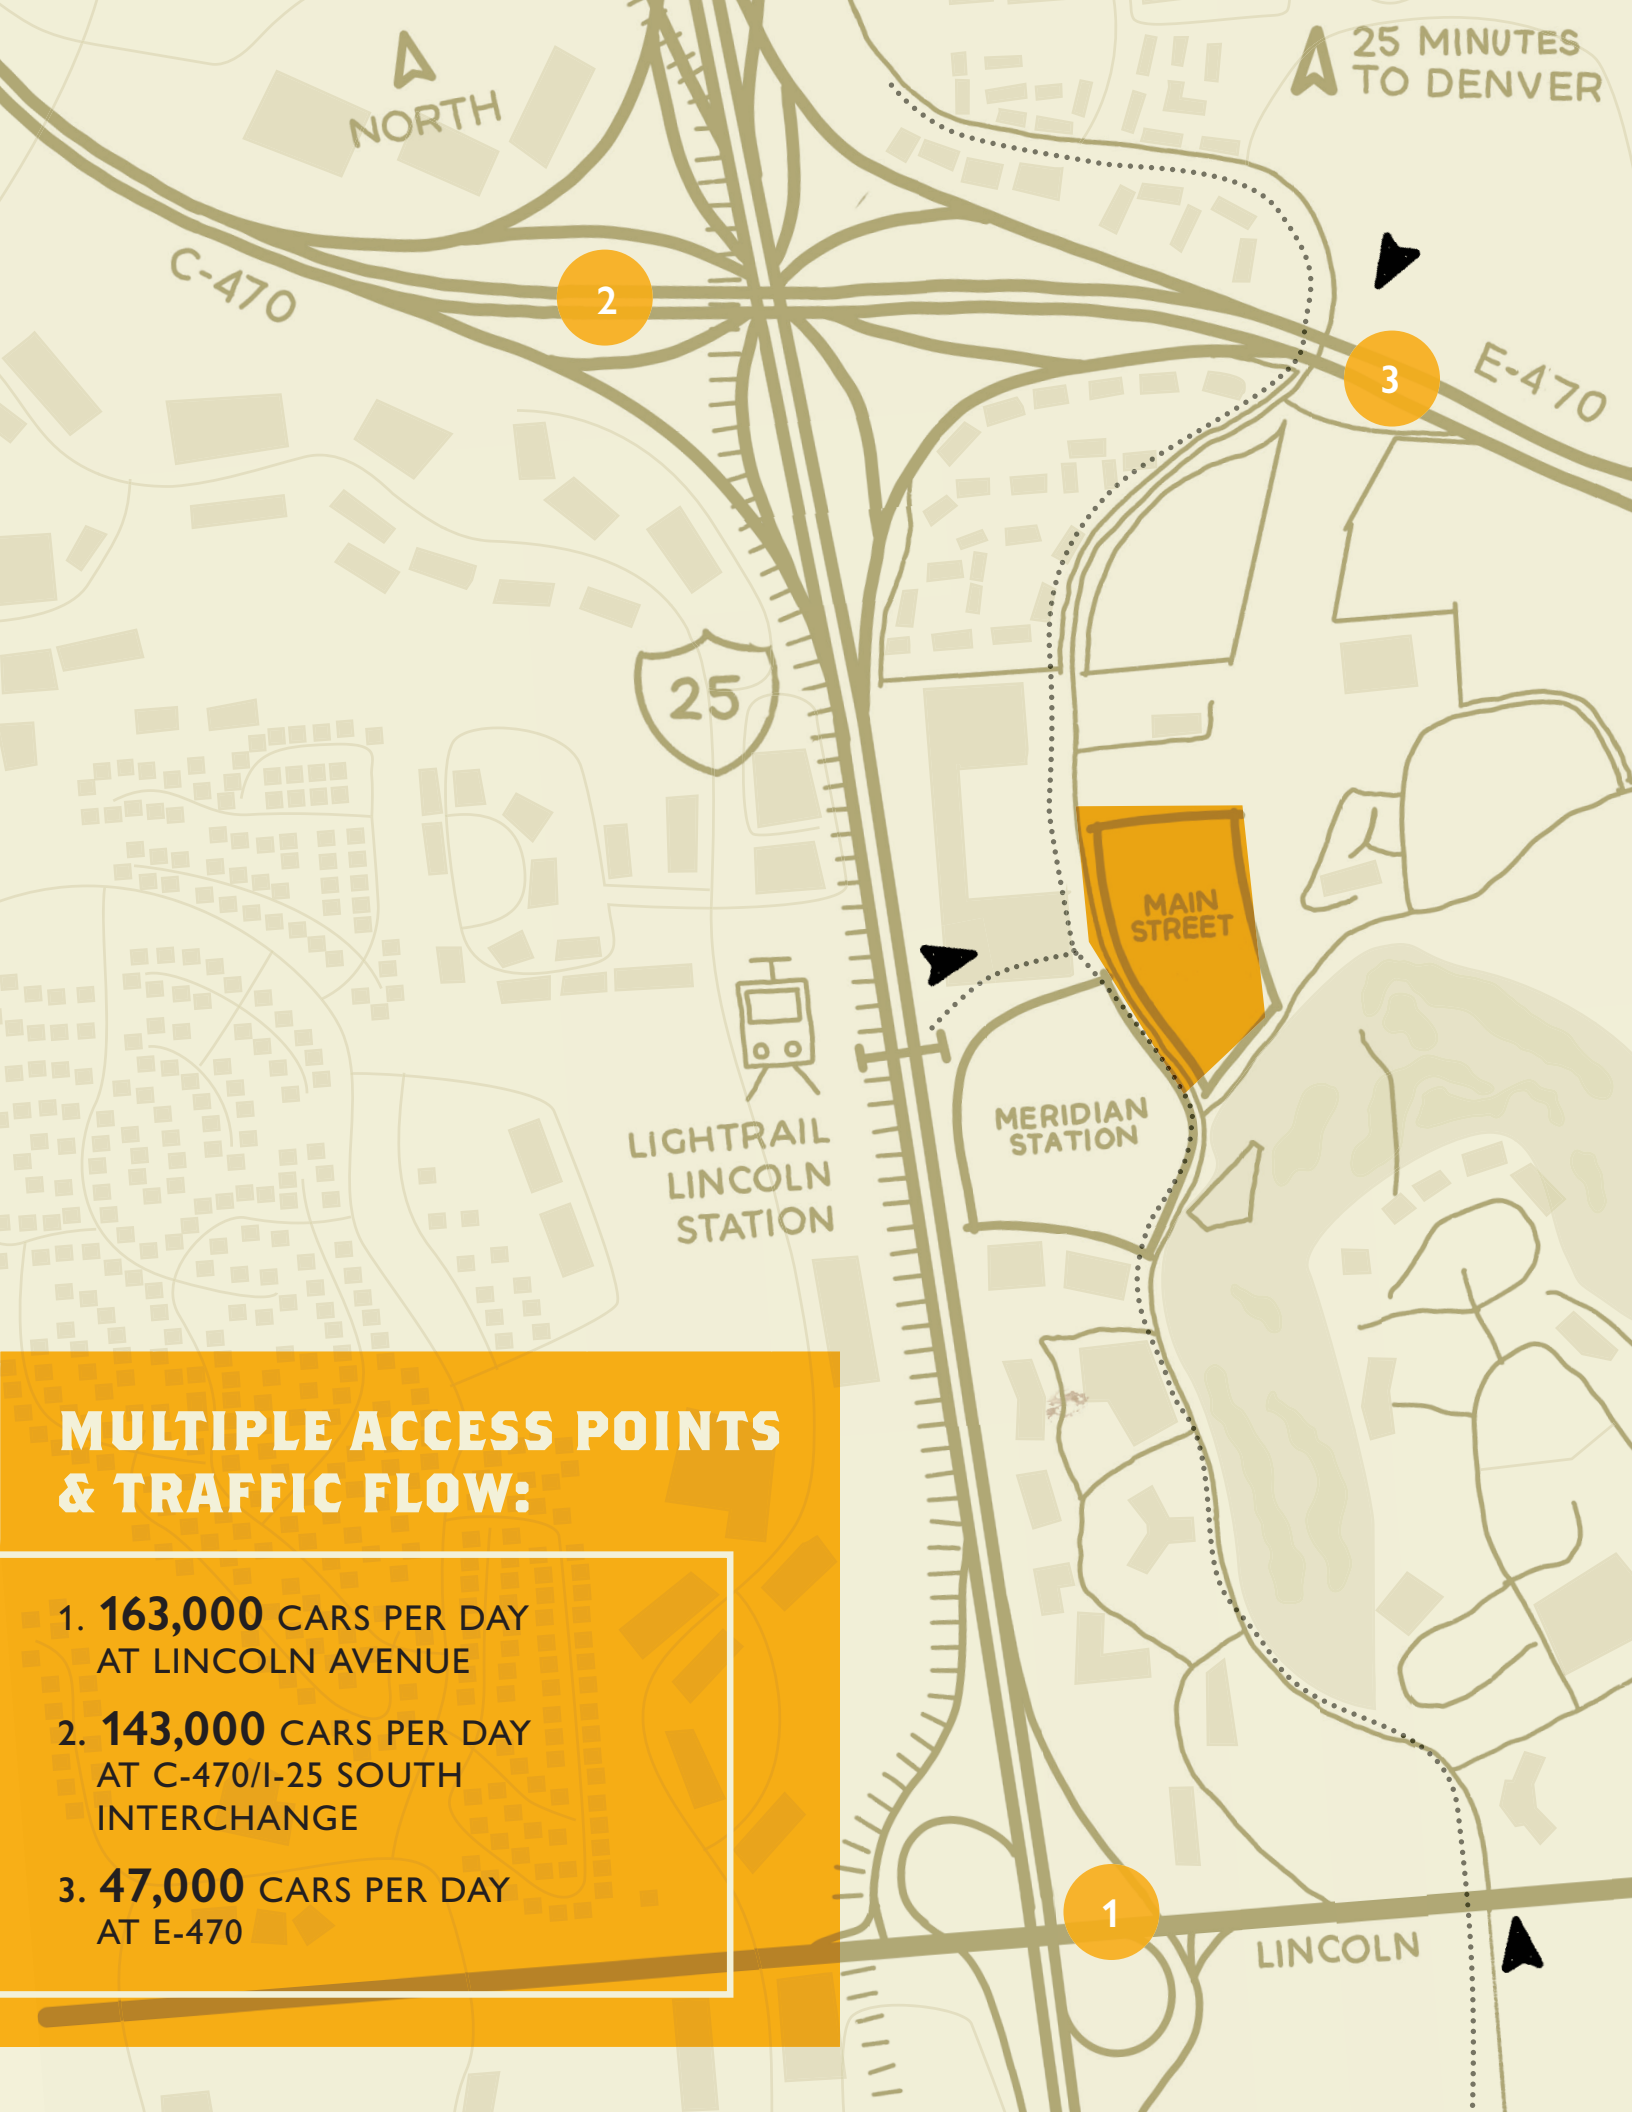 NORTH
25 MINUTES
TO DENVER
C-470
2
3
E-470
25
MAIN
STREET
MERIDIAN
STATION
LIGHTRAIL
LINCOLN
STATION
MULTIPLE ACCESS POINTS
& TRAFFIC FLOW:
1. 163,000 CARS PER DAY
AT LINCOLN AVENUE
2. 143,000 CARS PER DAY
AT C-470/I-25 SOUTH
INTERCHANGE
3. 47,000 CARS PER DAY
AT E-470
1
LINCOLN